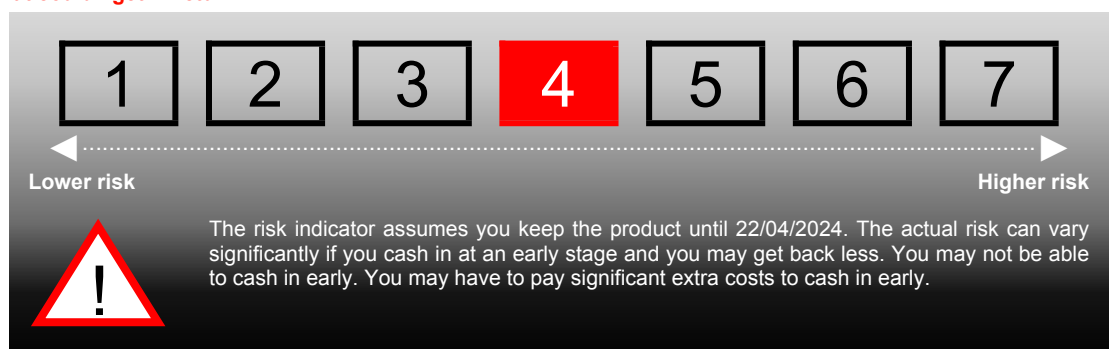 1 2 3 4 5 6 7
Lower risk Higher risk
!
The risk indicator assumes you keep the product until 22/04/2024. The actual risk can vary
significantly if you cash in at an early stage and you may get back less. You may not be able
to cash in early. You may have to pay significant extra costs to cash in early.